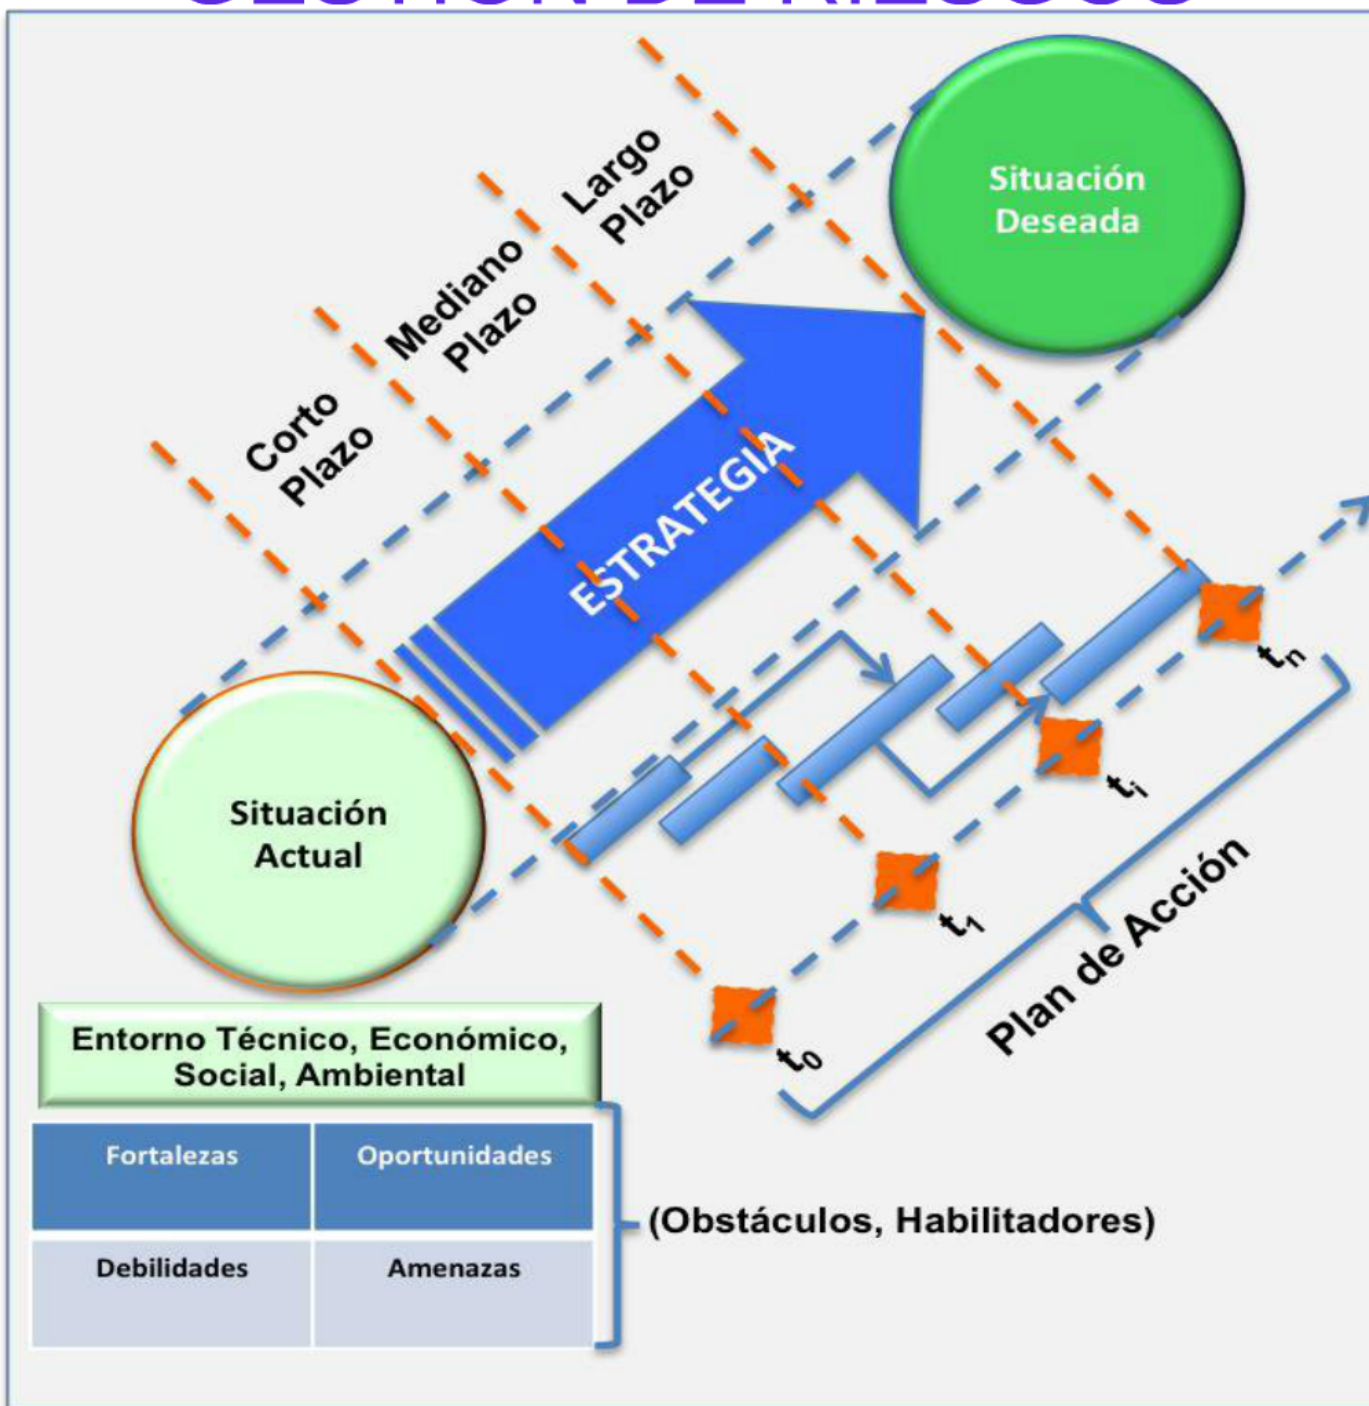 Largo
Plazo
Mediano
Plazo
Corto
Plazo
Situación
Deseada
ESTRATEGIA
Situación
Actual
tn
ti
t1
t0
Plan de Acción
Entorno Técnico, Económico,
Social, Ambiental
Fortalezas
Oportunidades
(Obstáculos, Habilitadores)
Debilidades
Amenazas